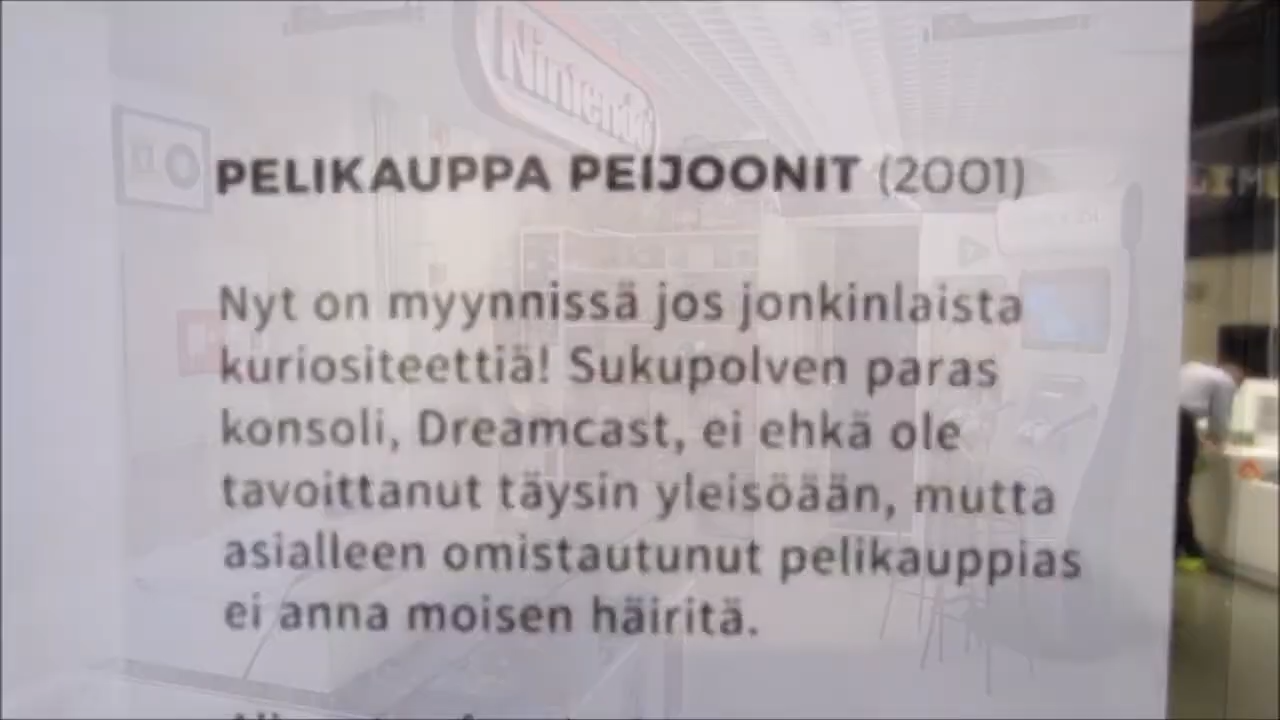 Nintenkki
PELIKAUPPA PEIJOONIT (2001)
Nyt on myynnissä jos jonkinlaista
kuriositeettiä! Sukupolven paras
konsoli, Dreamcast, ei ehkä ole
tavoittanut täysin yleisöään, mutta
asialleen omistautunut pelikauppias
ei anna moisen häiritä.